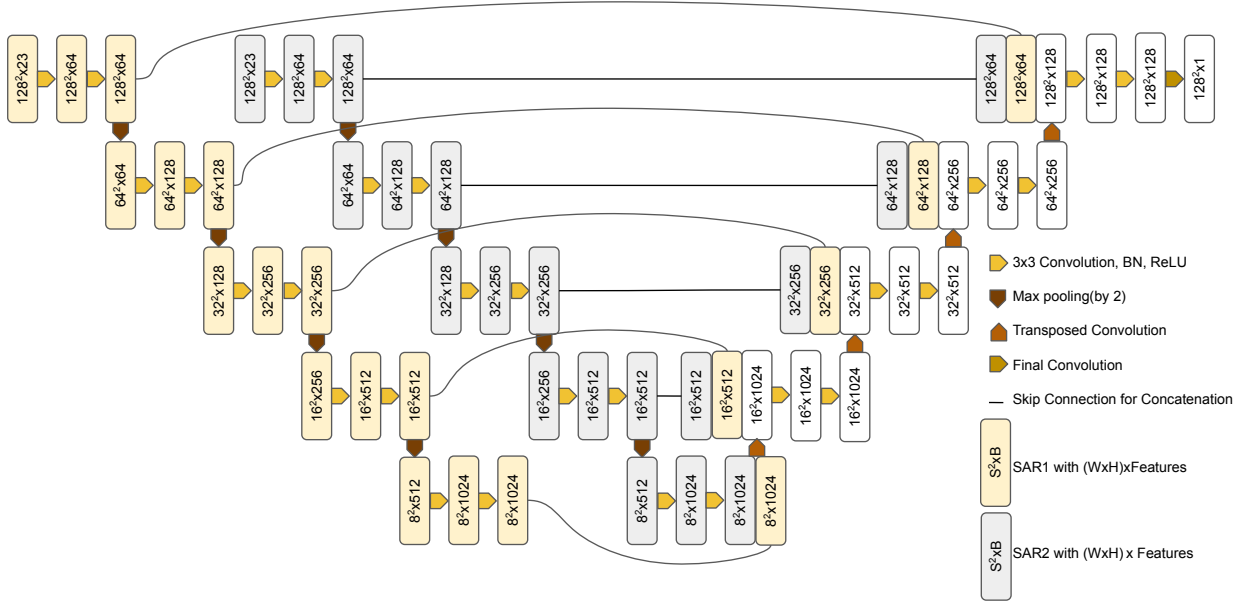 128²x23
128²x64
128²x64
128²x23
128²x64
128²x64
128²x64
128²x64
128²x128
128²x128
128²x128
128²x1
64²x64
64²x128
64²x128
64²x64
64²x128
64²x128
64²x128
64²x128
64²x256
64²x256
64²x256
32²x128
32²x256
32²x256
32²x128
32²x256
32²x256
32²x256
32²x256
32²x512
32²x512
32²x512
16²x256
16²x512
16²x512
16²x256
16²x512
16²x512
16²x512
16²x512
16²x1024
16²x1024
16²x1024
8²x512
8²x1024
8²x1024
8²x512
8²x1024
8²x1024
8²x1024
3x3 Convolution, BN, ReLU
Max pooling(by 2)
Transposed Convolution
Final Convolution
Skip Connection for Concatenation
S²xB
SAR1 with (WxH)xFeatures
S²xB
SAR2 with (WxH) x Features